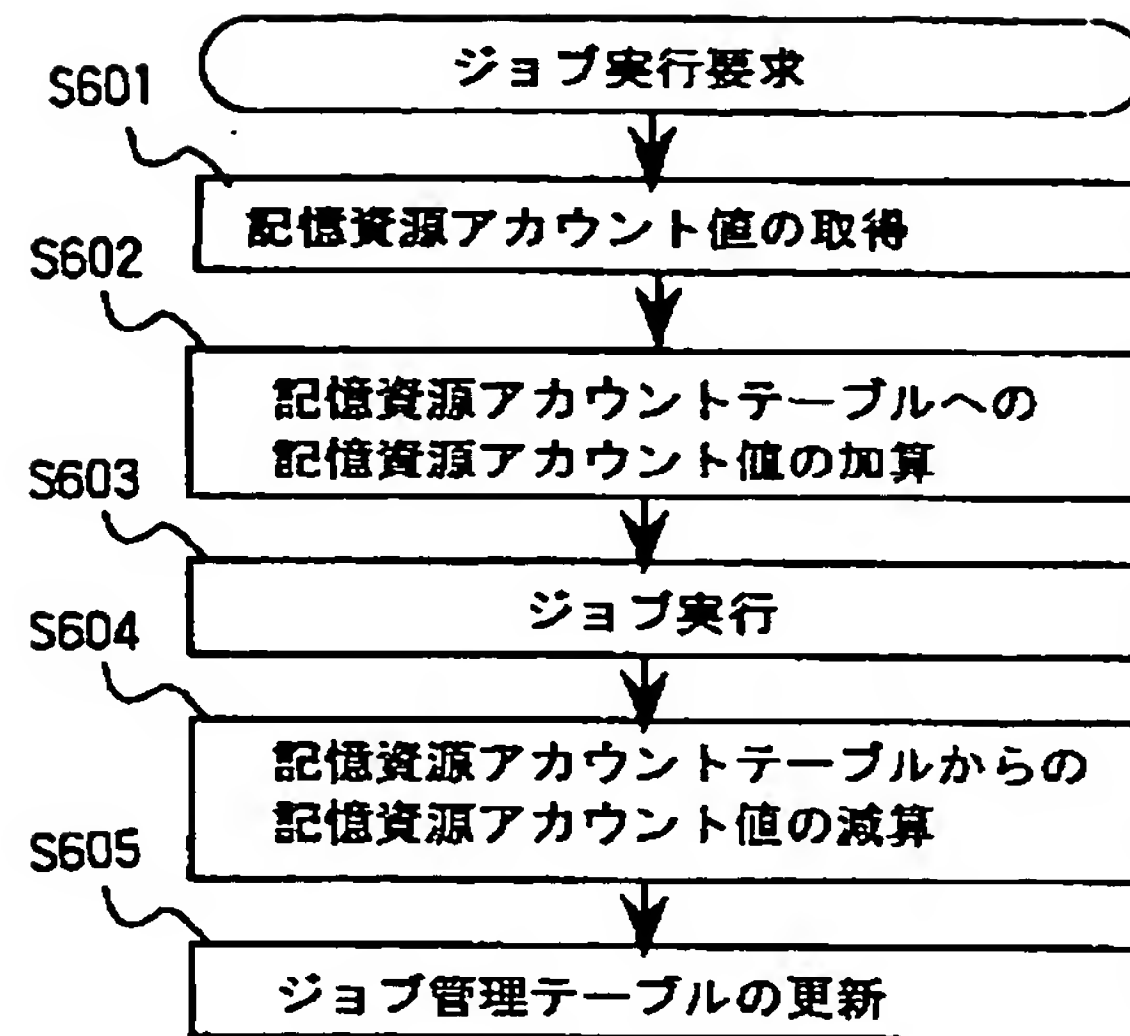 ジョブ実行要求
S601
記憶資源アカウント値の取得
S602
記憶資源アカウントテーブルへの
記憶資源アカウント値の加算
S603
ジョブ実行
S604
記憶資源アカウントテーブルからの
記憶資源アカウント値の減算
S605
ジョブ管理テーブルの更新